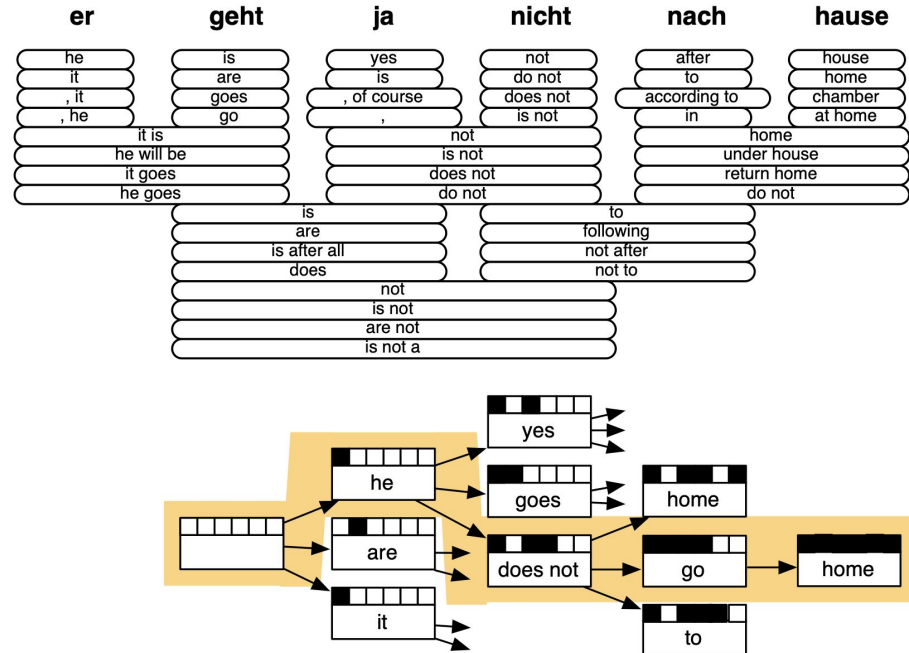 er geht ja nicht nach hause
he is yes not after house
it are is do not to home
, it goes , of course does not according to chamber
, he go , is not in at home
it is not home
he will be is not under house
it goes does not return home
he goes do not do not
is to
are following
is after all not after
does not to
not
is not
are not
is not a
yes
he
goes home
are does not go home
it
to